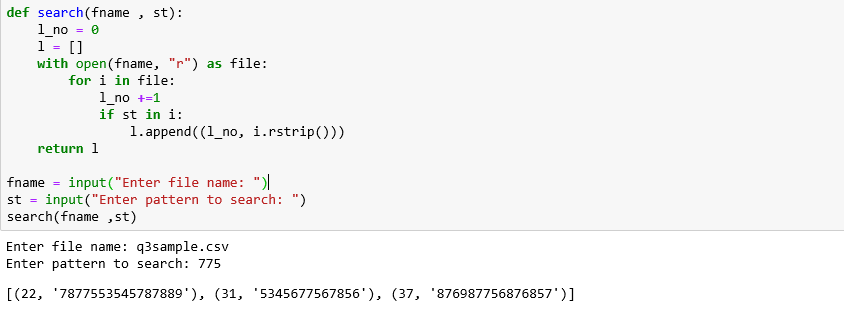 def search(fname , st):
    l_no = 0
    l = []
    with open(fname, "r") as file:
        for i in file:
            l_no +=1
            if st in i:
                l.append((l_no, i.rstrip()))
    return l

fname = input("Enter file name: ")
st = input("Enter pattern to search: ")
search(fname ,st)
Enter file name: q3sample.csv
Enter pattern to search: 775
[(22, '7877553545787889'), (31, '5345677567856'), (37, '876987756876857')]